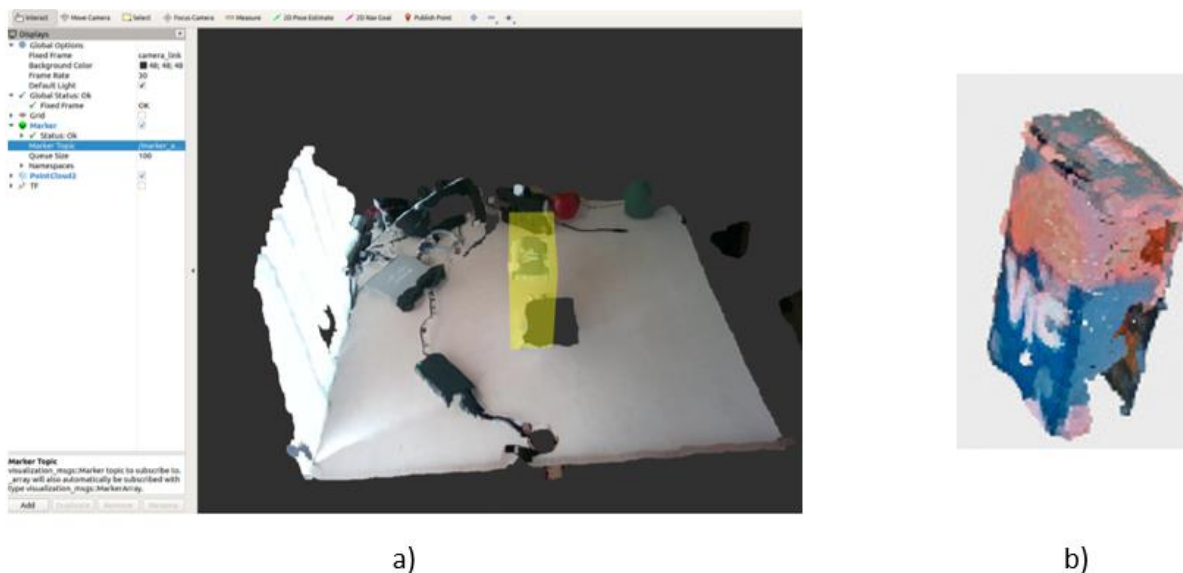 Interact Move Camera Select Focus Camera Measure 2D Pose Estimate 2D Nav Goal Publish Point
Displays
Global Options
Fixed Frame camera_link
Background Color 48; 48; 48
Frame Rate 30
Default Light
Global Status: Ok
Fixed Frame OK
Grid
Marker
Status: Ok
Marker Topic /marker_a...
Queue Size 100
Namespaces
PointCloud2
TF
Marker Topic
visualization_msgs::Marker topic to subscribe to.
_array will also automatically be subscribed with
type visualization_msgs::MarkerArray.
Add Duplicate Remove Rename
a)
b)